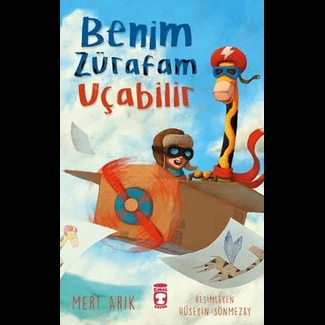 Benim
Zürafam
Uçabilir
MERT ARIK
RESİMLEYEN
HÜSEYİN SÖNMEZAY